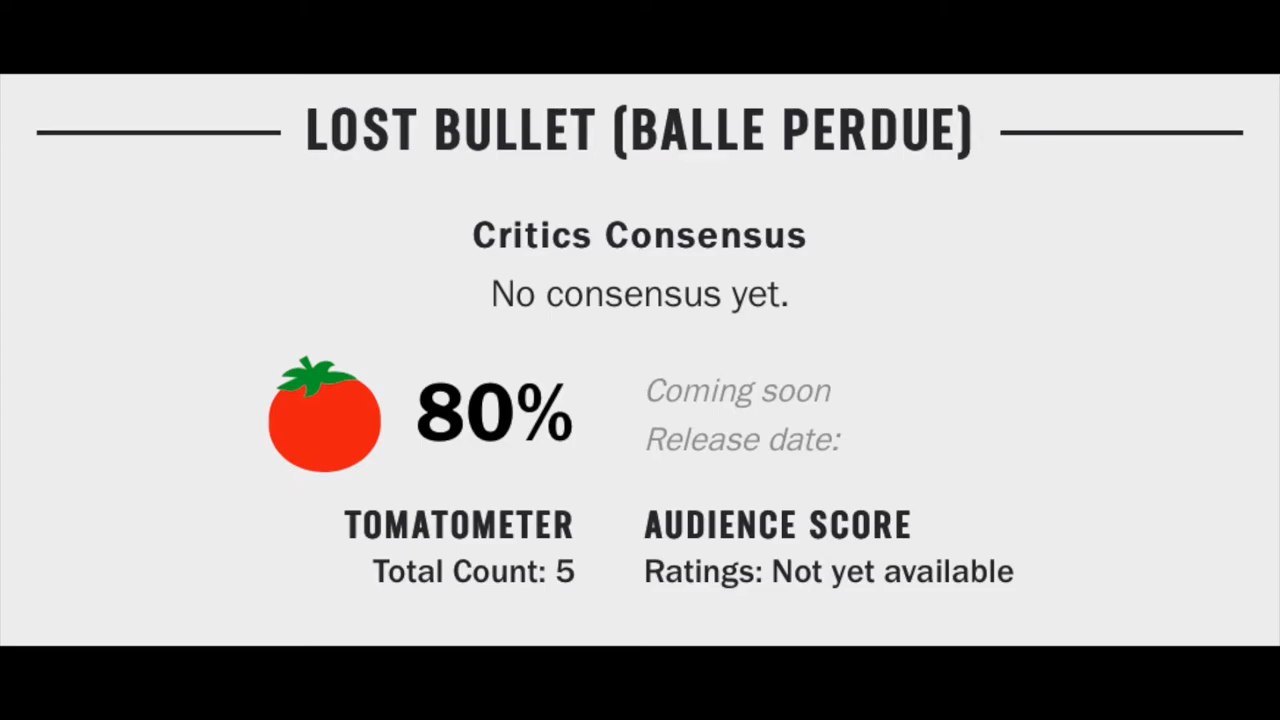 LOST BULLET (BALLE PERDUE)
Critics Consensus
No consensus yet.
80%
Coming soon
Release date:
TOMATOMETER
Total Count: 5
AUDIENCE SCORE
Ratings: Not yet available